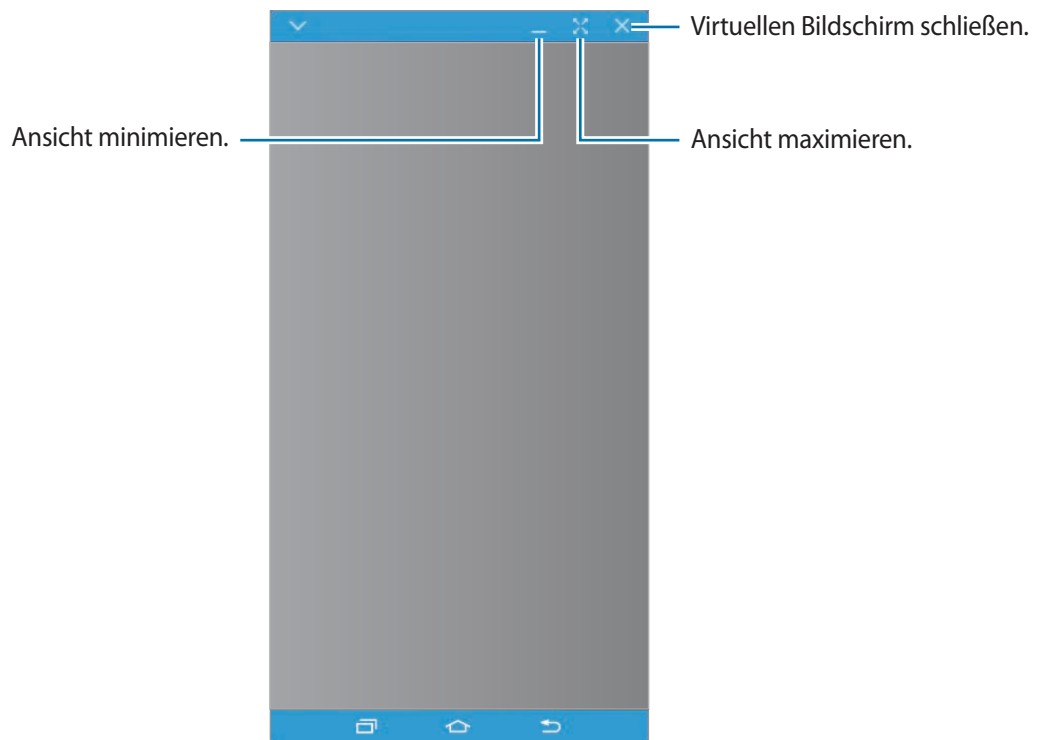 Virtuellen Bildschirm schließen.
Ansicht minimieren.
Ansicht maximieren.